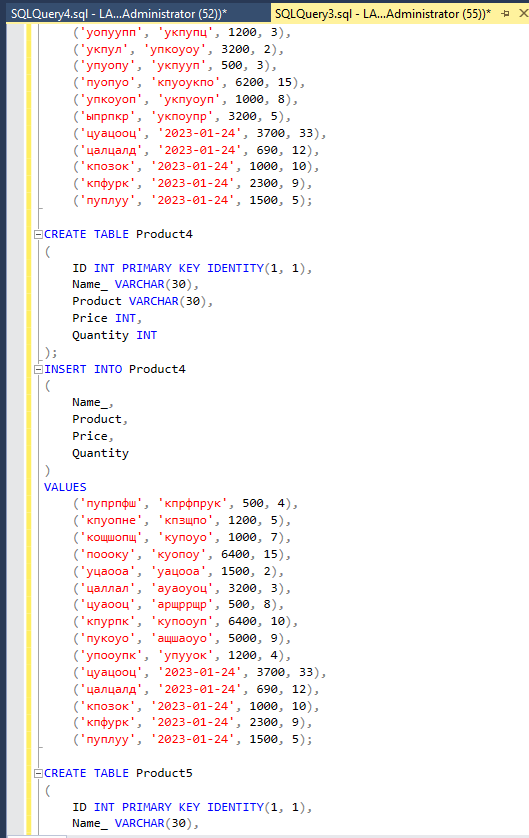 SQLQuery4.sql - LA...Administrator (52))*
SQLQuery3.sql - LA...Administrator (55))*
('уопуупп', 'укпупц', 1200, 3),
('укпул', 'упкоуоу', 3200, 2),
('упуопу', 'укпууп', 500, 3),
('пуопуо', 'кпуоукпо', 6200, 15),
('упкоуоп', 'укпуоуп', 1000, 8),
('ыпрпкр', 'укпоупр', 3200, 5),
('цуацооц', '2023-01-24', 3700, 33),
('цалцалд', '2023-01-24', 690, 12),
('кпозок', '2023-01-24', 1000, 10),
('кпфурк', '2023-01-24', 2300, 9),
('пуплуу', '2023-01-24', 1500, 5);
CREATE TABLE Product4
(
ID INT PRIMARY KEY IDENTITY(1, 1),
Name_ VARCHAR(30),
Product VARCHAR(30),
Price INT,
Quantity INT
);
INSERT INTO Product4
(
Name_,
Product,
Price,
Quantity
)
VALUES
('пупрпфш', 'кпрфпрук', 500, 4),
('кпуопне', 'кпзщпо', 1200, 5),
('кощшопщ', 'купоуо', 1000, 7),
('поооку', 'куопоу', 6400, 15),
('уцаооа', 'уацооа', 1500, 2),
('цаллал', 'ауаоуоц', 3200, 3),
('цуаооц', 'арщррщр', 500, 8),
('кпурпк', 'купооуп', 6400, 10),
('пукоуо', 'ащшаоуо', 5000, 9),
('упооупк', 'упууок', 1200, 4),
('цуацооц', '2023-01-24', 3700, 33),
('цалцалд', '2023-01-24', 690, 12),
('кпозок', '2023-01-24', 1000, 10),
('кпфурк', '2023-01-24', 2300, 9),
('пуплуу', '2023-01-24', 1500, 5);
CREATE TABLE Product5
(
ID INT PRIMARY KEY IDENTITY(1, 1),
Name_ VARCHAR(30),